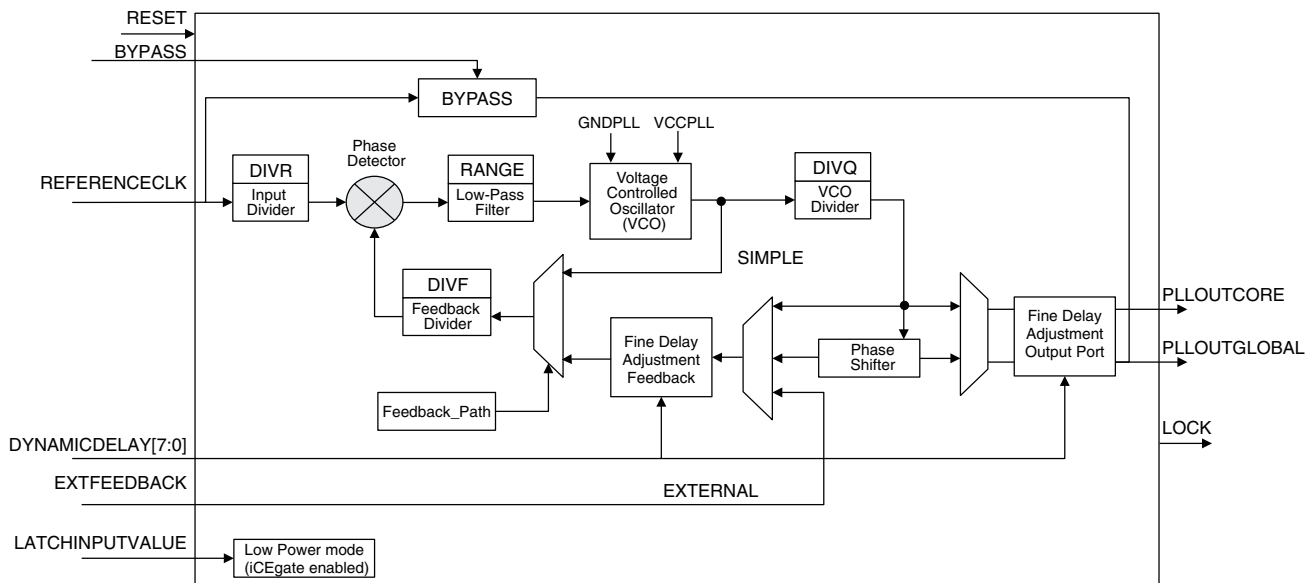 RESET
BYPASS
BYPASS
GNDPLL VCCPLL
Phase
Detector
REFERENCECLK
DIVR
Input
Divider
RANGE
Low-Pass
Filter
Voltage
Controlled
Oscillator
(VCO)
DIVQ
VCO
Divider
SIMPLE
DIVF
Feedback
Divider
Fine Delay
Adjustment
Feedback
Phase
Shifter
Fine Delay
Adjustment
Output Port
PLLOUTCORE
PLLOUTGLOBAL
Feedback_Path
DYNAMICDELAY[7:0]
LOCK
EXTFEEDBACK
EXTERNAL
LATCHINPUTVALUE
Low Power mode
(iCEgate enabled)